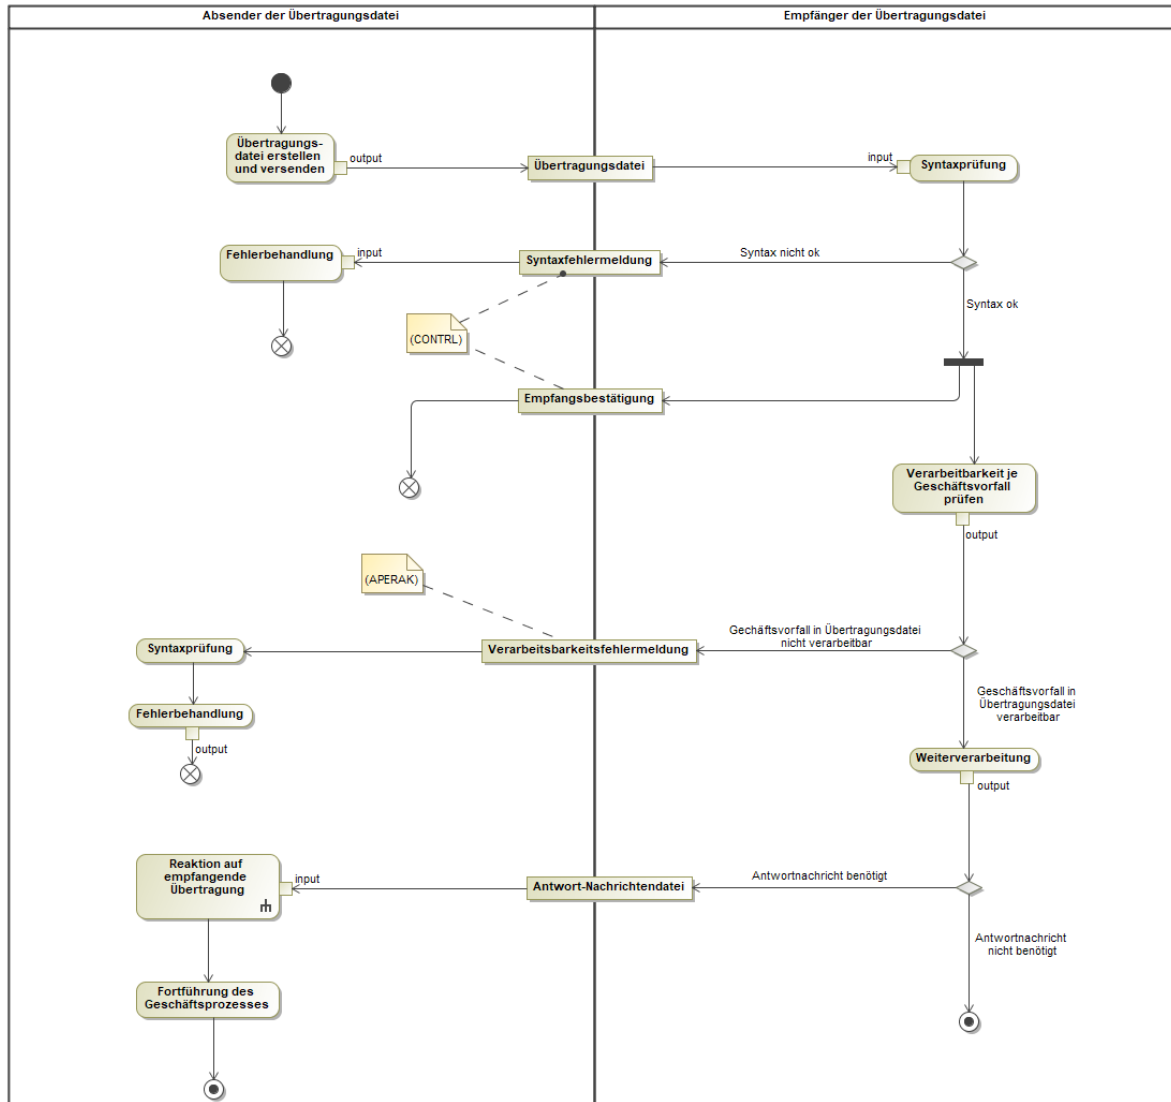 Absender der Übertragungsdatei
Empfänger der Übertragungsdatei
Übertragungs-
datei erstellen
und versenden
output
Übertragungsdatei
input
Syntaxprüfung
Fehlerbehandlung
input
Syntaxfehlermeldung
Syntax nicht ok
Syntax ok
(CONTRL)
Empfangsbestätigung
Verarbeitbarkeit je
Geschäftsvorfall
prüfen
output
(APERAK)
Gechäftsvorfall in Übertragungsdatei
nicht verarbeitbar
Syntaxprüfung
Verarbeitsbarkeitsfehlermeldung
Geschäftsvorfall in
Übertragungsdatei
verarbeitbar
Fehlerbehandlung
output
Weiterverarbeitung
output
Reaktion auf
empfangende
Übertragung
input
Antwort-Nachrichtendatei
Antwortnachricht benötigt
Antwortnachricht
nicht benötigt
Fortführung des
Geschäftsprozesses